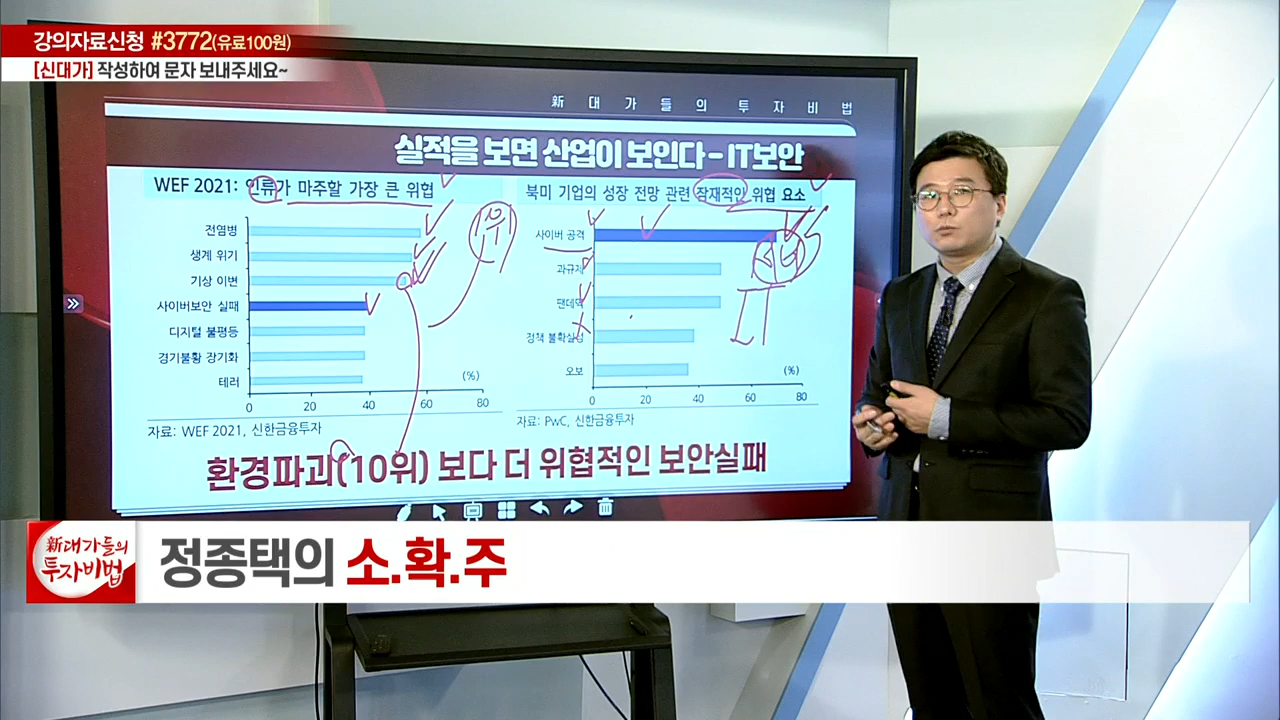 강의자료신청 #3772(유료100원)
[신대가] 작성하여 문자 보내주세요~
新 대 가 들 의 투 자 비 법
실적을 보면 산업이 보인다 - IT보안
WEF 2021: 인류가 마주할 가장 큰 위협
전염병
생계 위기
기상 이변
사이버보안 실패
디지털 불평등
경기불황 장기화
테러
(%)
0 20 40 60 80
자료: WEF 2021, 신한금융투자
북미 기업의 성장 전망 관련 잠재적인 위협 요소
사이버 공격
과규제
팬데믹
정책 불확실성
오보
(%)
0 20 40 60 80
자료: PwC, 신한금융투자
환경파괴(10위) 보다 더 위협적인 보안실패
新대가들의
투자비법
정종택의 소.확.주